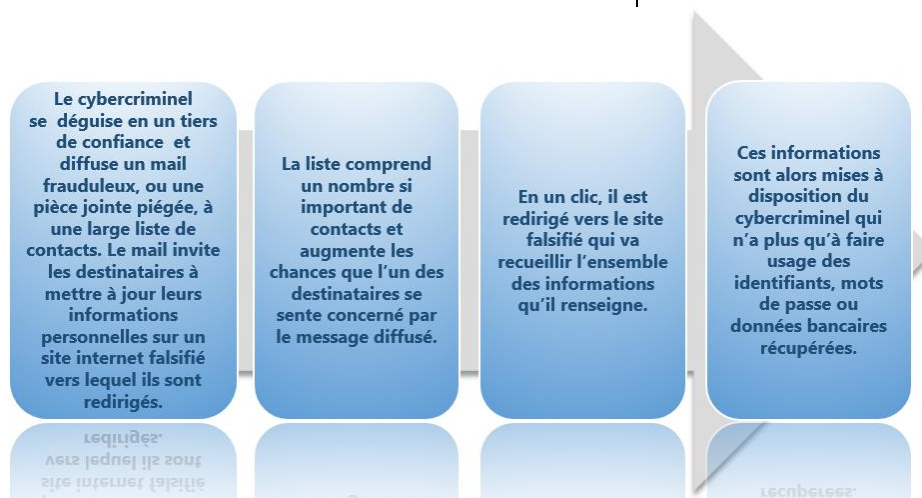 Le cybercriminel
se déguise en un tiers
de confiance et
diffuse un mail
frauduleux, ou une
pièce jointe piégée, à
une large liste de
contacts. Le mail invite
les destinataires à
mettre à jour leurs
informations
personnelles sur un
site internet falsifié
vers lequel ils sont
redirigés.
La liste comprend
un nombre si
important de
contacts et
augmente les
chances que l’un des
destinataires se
sente concerné par
le message diffusé.
En un clic, il est
redirigé vers le site
falsifié qui va
recueillir l’ensemble
des informations
qu’il renseigne.
Ces informations
sont alors mises à
disposition du
cybercriminel qui
n’a plus qu’à faire
usage des
identifiants, mots
de passe ou
données bancaires
récupérées.